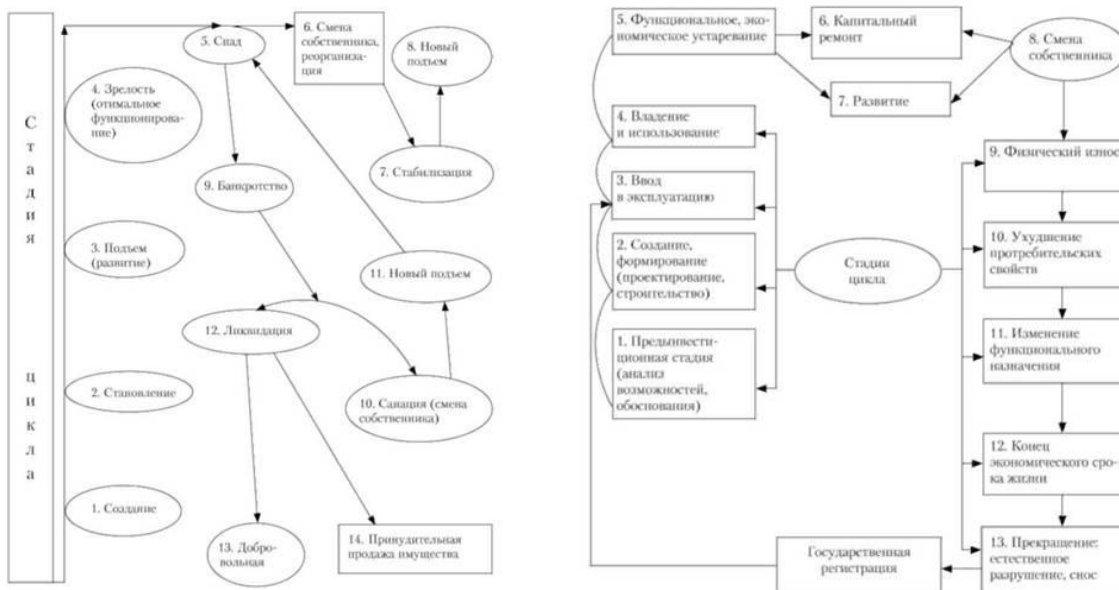 Стадия цикла
5. Спад
6. Смена
собственника,
реорганиза-
ция
8. Новый
подъем
4. Зрелость
(отимальное
функционирова-
ние)
7. Стабилизация
9. Банкротство
3. Подъем
(развитие)
11. Новый подъем
12. Ликвидация
2. Становление
10. Санация (смена
собственника)
1. Создание
13. Добро-
вольная
14. Принудительная
продажа имущества
5. Функциональное, эко-
номическое устаревание
6. Капитальный
ремонт
8. Смена
собственника
7. Развитие
4. Владение
и использование
9. Физический износ
3. Ввод
в эксплуатацию
2. Создание,
формирование
(проектирование,
строительство)
Стадии
цикла
10. Ухудшение
протребительских
свойств
1. Предынвести-
ционная стадия
(анализ
возможностей,
обоснования)
11. Изменение
функционального
назначения
12. Конец
экономического сро-
ка жизни
13. Прекращение:
естественное
разрушение, снос
Государственная
регистрация